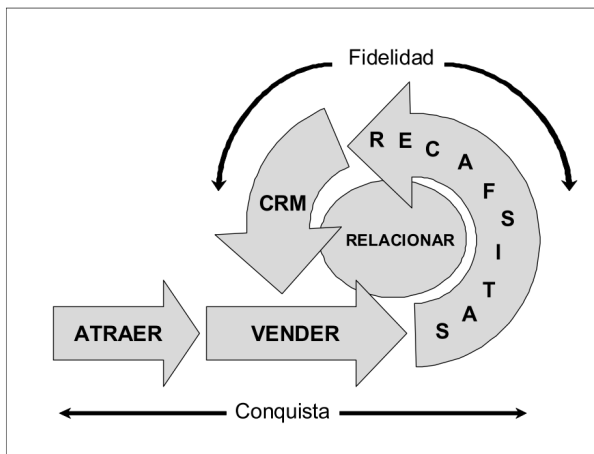 Fidelidad
SATISFACER
CRM
RELACIONAR
ATRAER
VENDER
Conquista